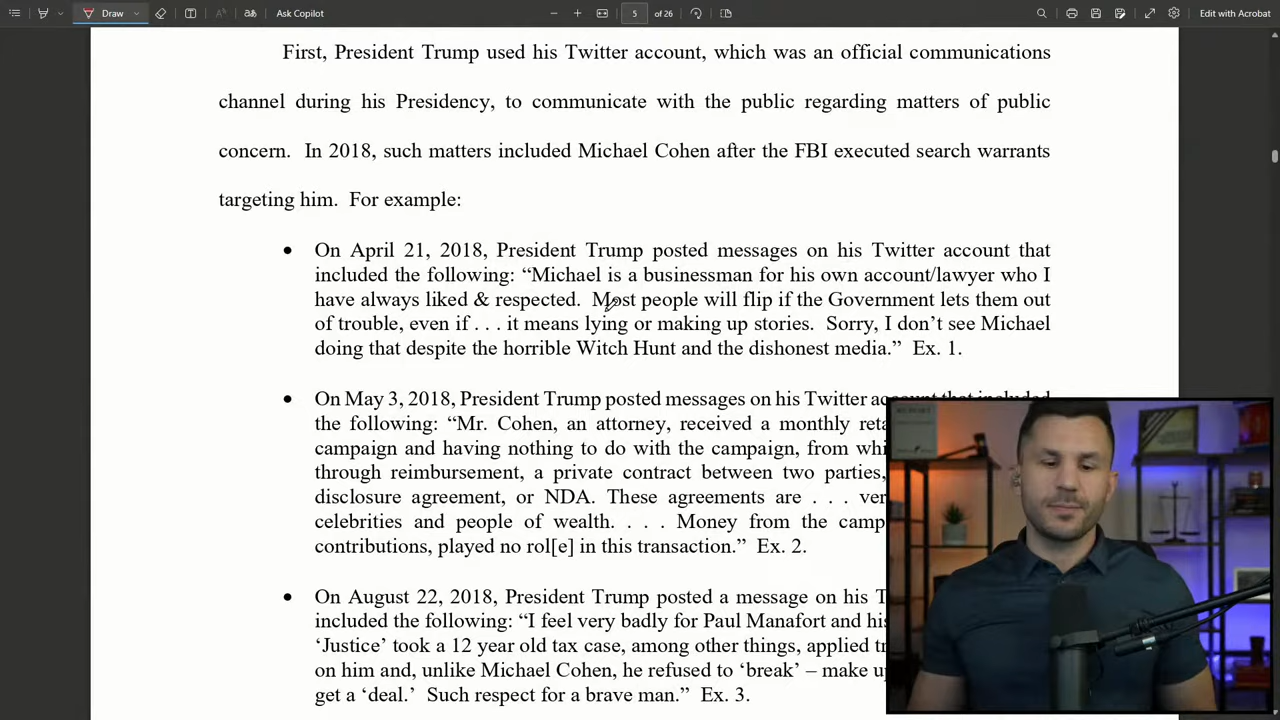 Draw
Ask Copilot
5 of 26
Edit with Acrobat
First, President Trump used his Twitter account, which was an official communications
channel during his Presidency, to communicate with the public regarding matters of public
concern. In 2018, such matters included Michael Cohen after the FBI executed search warrants
targeting him. For example:
• On April 21, 2018, President Trump posted messages on his Twitter account that
included the following: “Michael is a businessman for his own account/lawyer who I
have always liked & respected. Most people will flip if the Government lets them out
of trouble, even if . . . it means lying or making up stories. Sorry, I don’t see Michael
doing that despite the horrible Witch Hunt and the dishonest media.” Ex. 1.
• On May 3, 2018, President Trump posted messages on his Twitter account that included
the following: “Mr. Cohen, an attorney, received a monthly
campaign and having nothing to do with the campaign, from
through reimbursement, a private contract between two parties,
disclosure agreement, or NDA. These agreements are . . .
celebrities and people of wealth. . . . Money from the
contributions, played no rol[e] in this transaction.” Ex. 2.
• On August 22, 2018, President Trump posted a message on his
included the following: “I feel very badly for Paul Manafort and
‘Justice’ took a 12 year old tax case, among other things, applied
on him and, unlike Michael Cohen, he refused to ‘break’ – make
get a ‘deal.’ Such respect for a brave man.” Ex. 3.